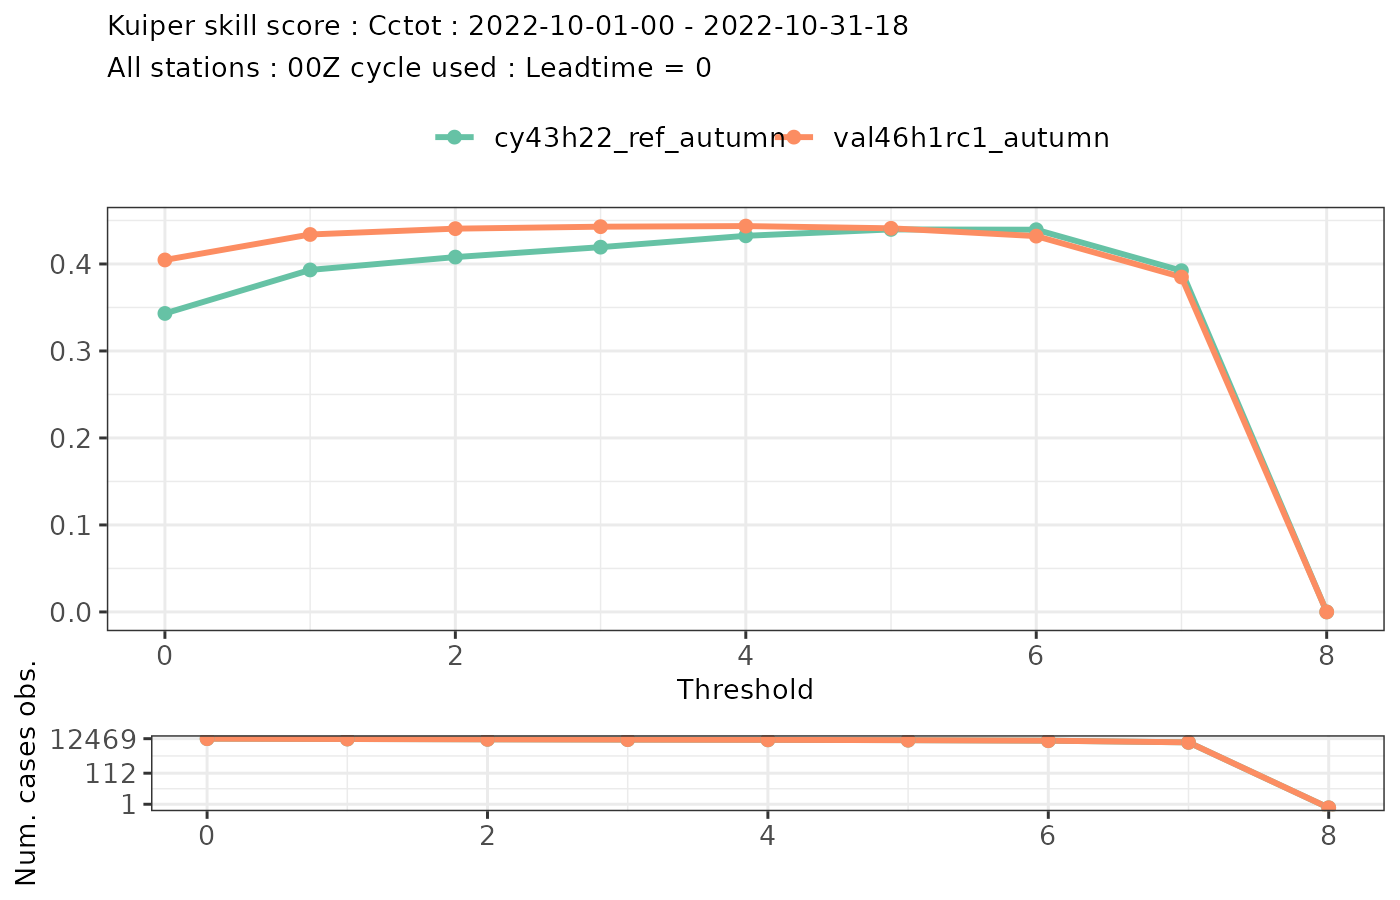 Kuiper skill score : Cctot : 2022-10-01-00 - 2022-10-31-18
All stations : 00Z cycle used : Leadtime = 0
cy43h22_ref_autumn val46h1rc1_autumn
0.4
0.3
0.2
0.1
0.0
0 2 4 6 8
Threshold
Num. cases obs.
12469
112
1
0 2 4 6 8